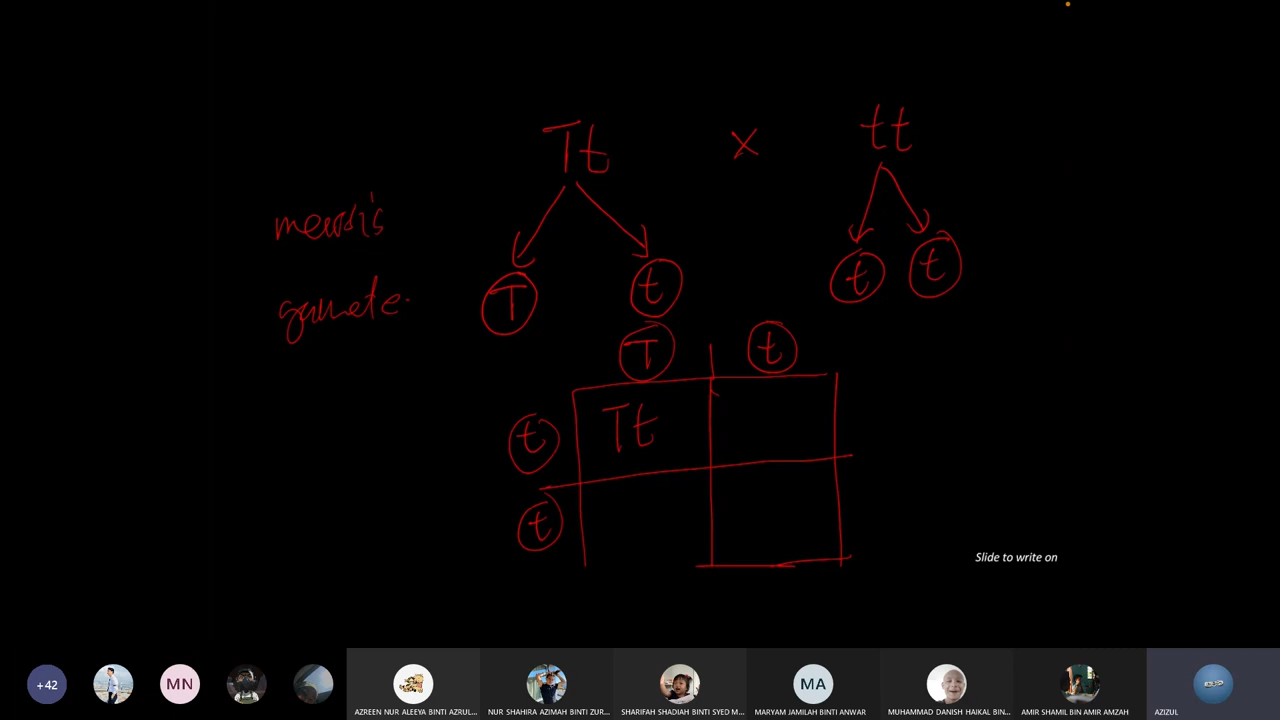 Tt x tt
meiosis
T t t t
gamete.
T t
t Tt
t
Slide to write on
+42 MN MA
AZREEN NUR ALEEYA BINTI AZRUL... NUR SHAHIRA AZIMAH BINTI ZUR... SHARIFAH SHADIAH BINTI SYED M... MARYAM JAMILAH BINTI ANWAR MUHAMMAD DANISH HAIKAL BIN... AMIR SHAMIL BIN AMIR AMZAH AZIZUL